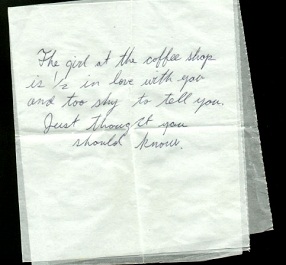 The girl at the coffee shop
is 1/2 in love with you
and too shy to tell you.
Just thought you
should know.